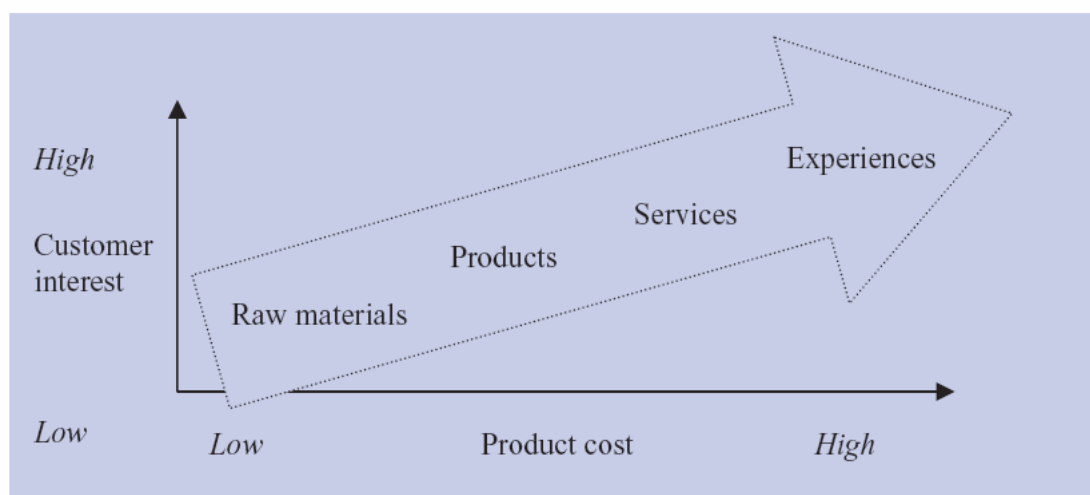 High
Experiences
Services
Customer
interest
Products
Raw materials
Low
Low
Product cost
High